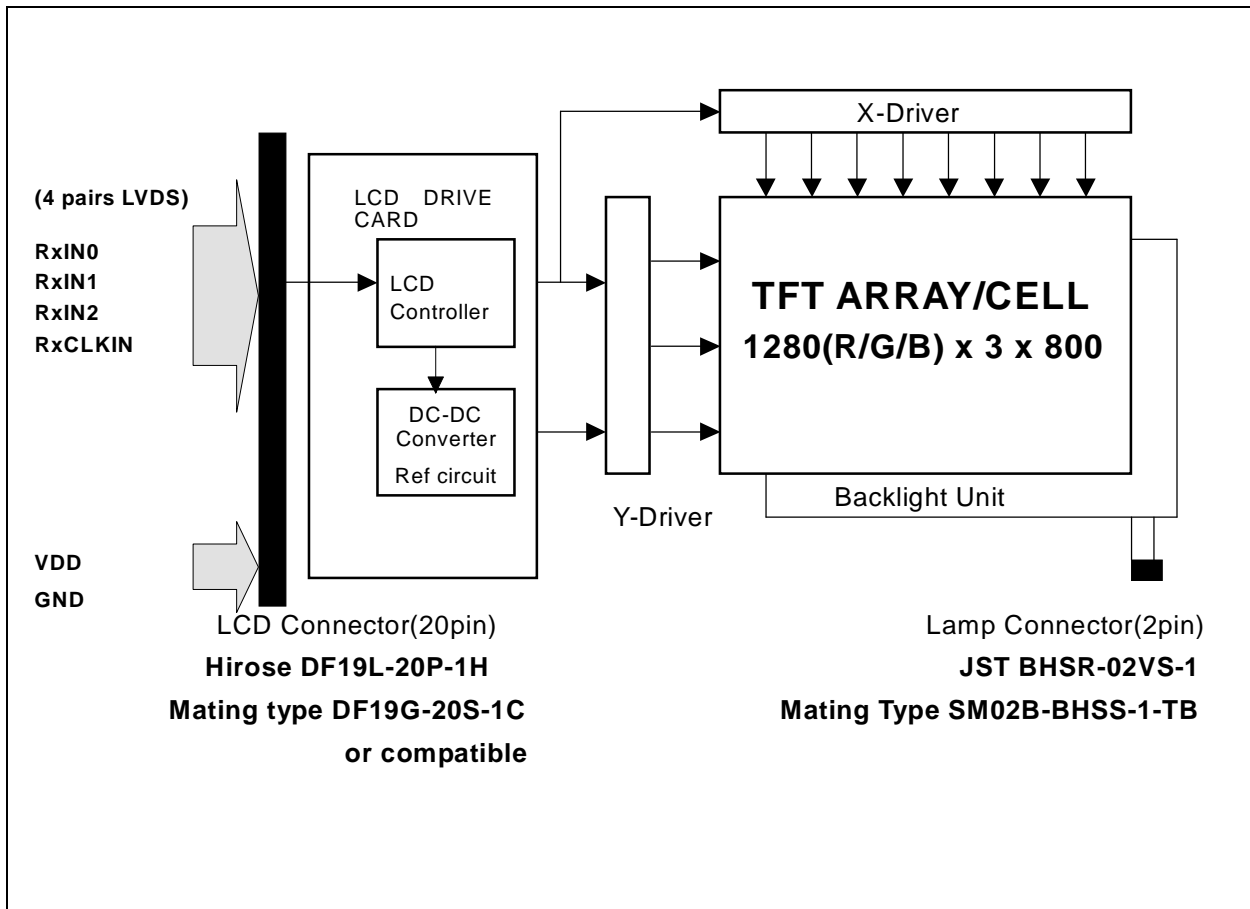 X-Driver
(4 pairs LVDS)
RxIN0
RxIN1
RxIN2
RxCLKIN
LCD DRIVE
CARD
LCD
Controller
DC-DC
Converter
Ref circuit
TFT ARRAY/CELL
1280(R/G/B) x 3 x 800
Backlight Unit
Y-Driver
VDD
GND
LCD Connector(20pin)
Hirose DF19L-20P-1H
Mating type DF19G-20S-1C
or compatible
Lamp Connector(2pin)
JST BHSR-02VS-1
Mating Type SM02B-BHSS-1-TB